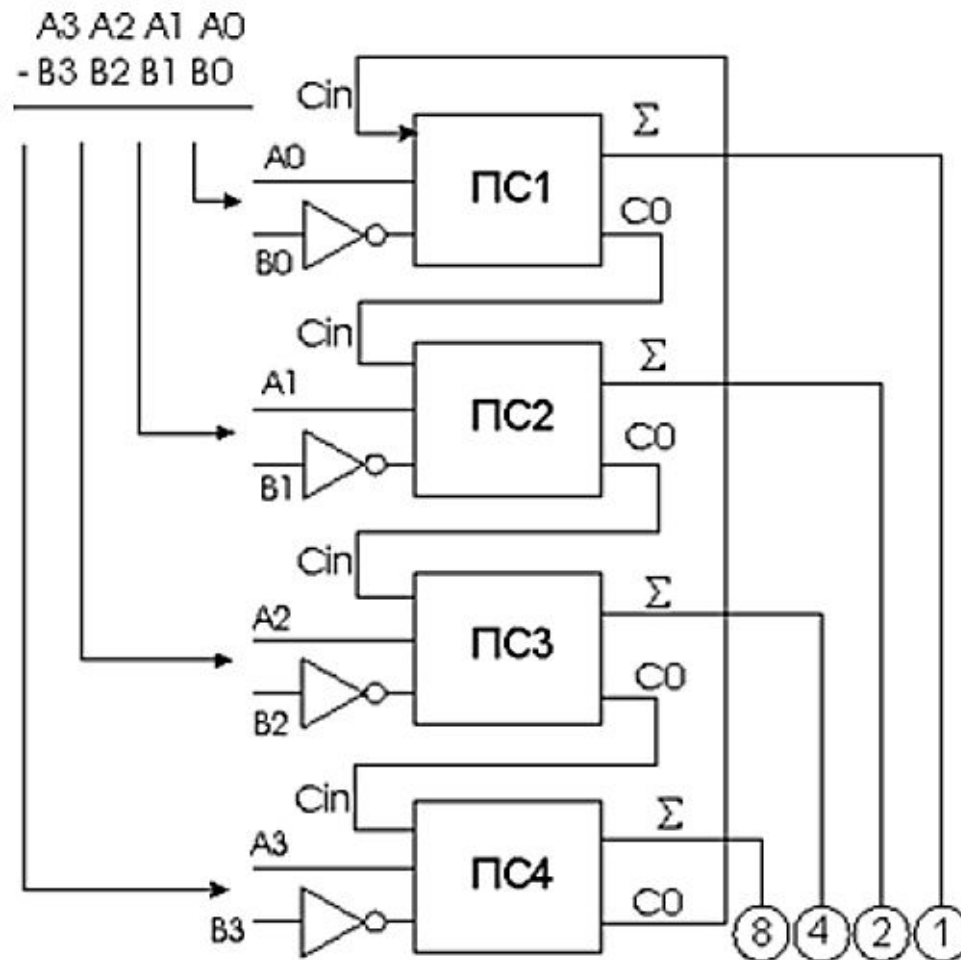 A3 A2 A1 A0
- B3 B2 B1 B0
Cin
Σ
A0
ПС1
C0
B0
Cin
Σ
A1
ПС2
C0
B1
Cin
Σ
A2
ПС3
C0
B2
Cin
Σ
A3
ПС4
C0
B3
8 4 2 1